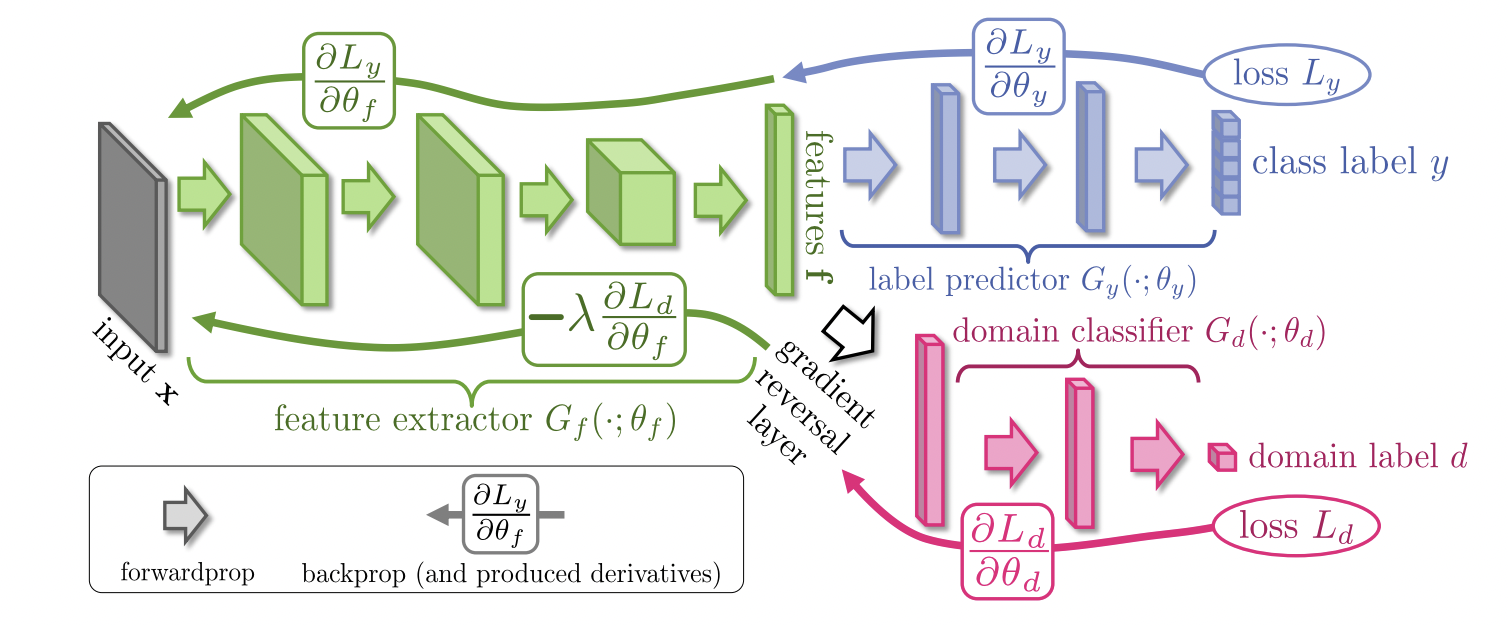 ∂L_y
∂θ_f
∂L_y
∂θ_y
loss L_y
features f
class label y
label predictor G_y(·; θ_y)
input x
−λ ∂L_d
∂θ_f
feature extractor G_f(·; θ_f)
gradient
reversal
layer
domain classifier G_d(·; θ_d)
domain label d
∂L_d
∂θ_d
loss L_d
∂L_y
∂θ_f
forwardprop
backprop (and produced derivatives)